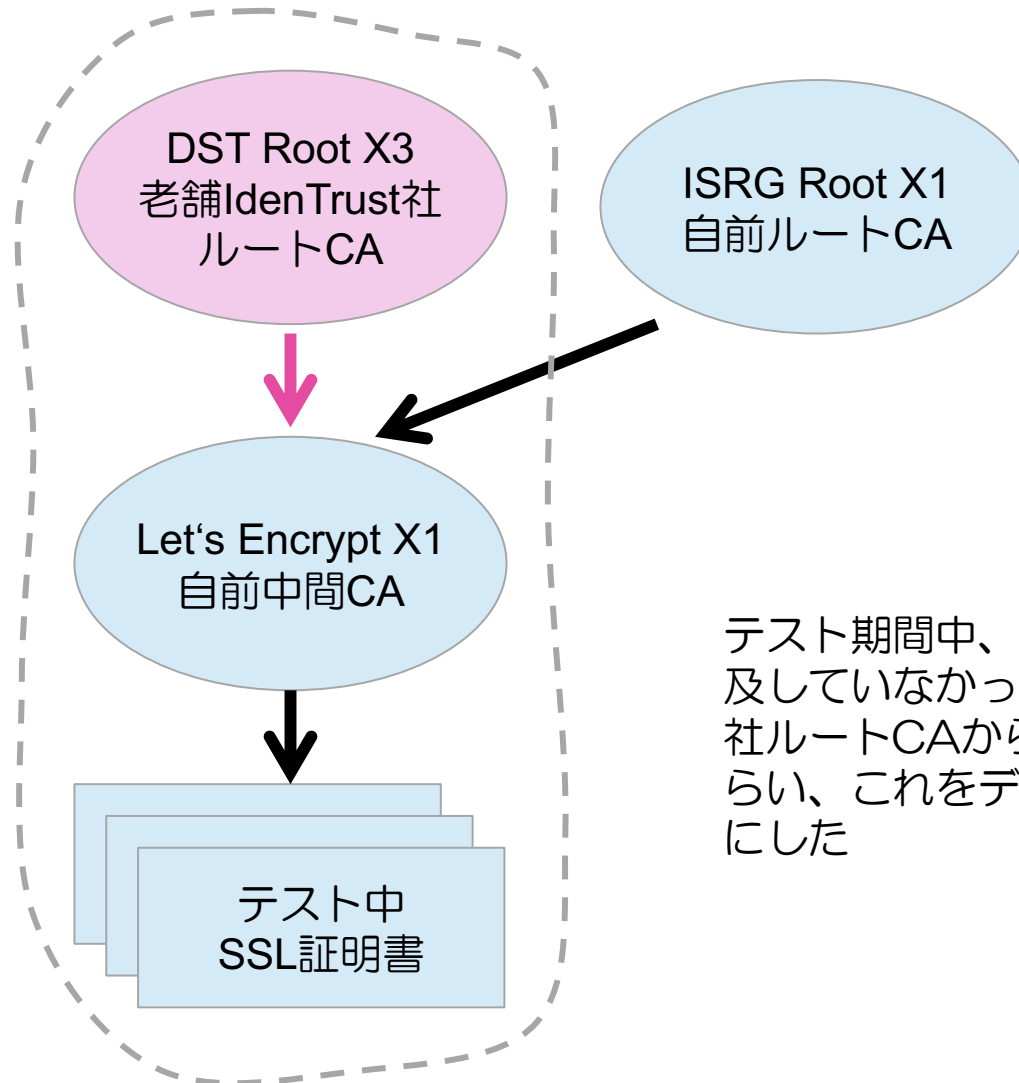 DST Root X3
老舗IdenTrust社
ルートCA
ISRG Root X1
自前ルートCA
Let‘s Encrypt X1
自前中間CA
テスト期間中、
及していなかっ
社ルートCAから
らい、これをデ
にした
テスト中
SSL証明書